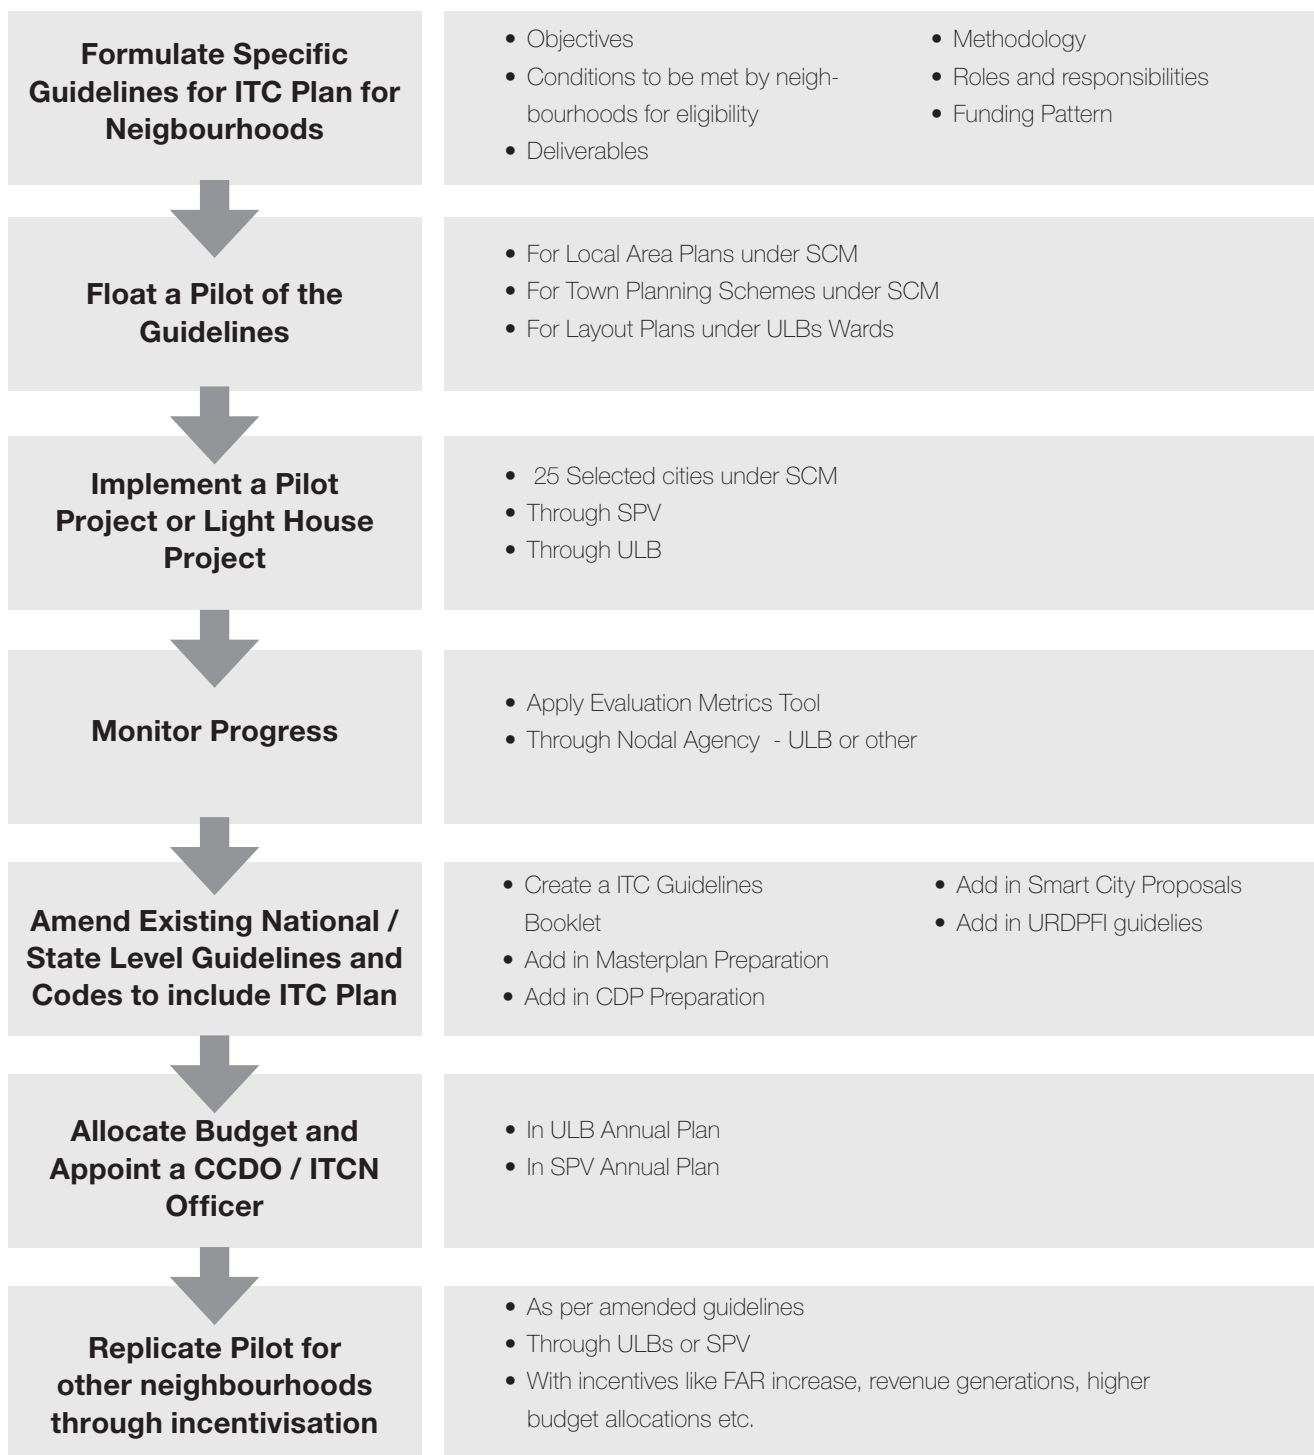 Formulate Specific
Guidelines for ITC Plan for
Neigbourhoods
• Objectives
• Conditions to be met by neigh-
bourhoods for eligibility
• Deliverables
• Methodology
• Roles and responsibilities
• Funding Pattern
Float a Pilot of the
Guidelines
• For Local Area Plans under SCM
• For Town Planning Schemes under SCM
• For Layout Plans under ULBs Wards
Implement a Pilot
Project or Light House
Project
• 25 Selected cities under SCM
• Through SPV
• Through ULB
Monitor Progress
• Apply Evaluation Metrics Tool
• Through Nodal Agency - ULB or other
Amend Existing National /
State Level Guidelines and
Codes to include ITC Plan
• Create a ITC Guidelines
Booklet
• Add in Masterplan Preparation
• Add in CDP Preparation
• Add in Smart City Proposals
• Add in URDPFI guidelies
Allocate Budget and
Appoint a CCDO / ITCN
Officer
• In ULB Annual Plan
• In SPV Annual Plan
Replicate Pilot for
other neighbourhoods
through incentivisation
• As per amended guidelines
• Through ULBs or SPV
• With incentives like FAR increase, revenue generations, higher
budget allocations etc.